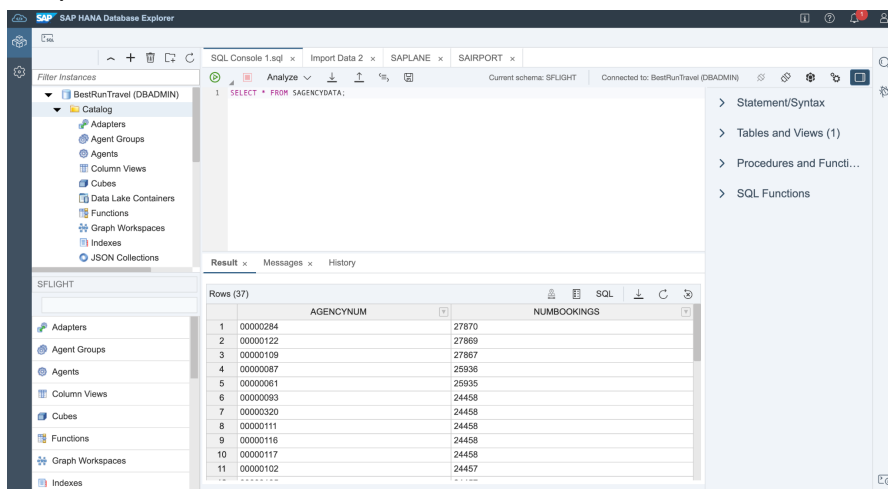 SAP SAP HANA Database Explorer
1
SQL
SQL Console 1.sql × Import Data 2 × SAPLANE × SAIRPORT ×
Filter Instances
Analyze
Current schema: SFLIGHT
Connected to: BestRunTravel (DBADMIN)
BestRunTravel (DBADMIN)
Catalog
Adapters
Agent Groups
Agents
Column Views
Cubes
Data Lake Containers
Functions
Graph Workspaces
Indexes
JSON Collections
1 SELECT * FROM SAGENCYDATA;
Statement/Syntax
Tables and Views (1)
Procedures and Functi...
SQL Functions
SFLIGHT
Adapters
Agent Groups
Agents
Column Views
Cubes
Functions
Graph Workspaces
Indexes
Result × Messages × History
Rows (37)
SQL
AGENCYNUM NUMBOOKINGS
1 00000284 27870
2 00000122 27869
3 00000109 27867
4 00000087 25936
5 00000061 25935
6 00000093 24458
7 00000320 24458
8 00000111 24458
9 00000116 24458
10 00000117 24458
11 00000102 24457